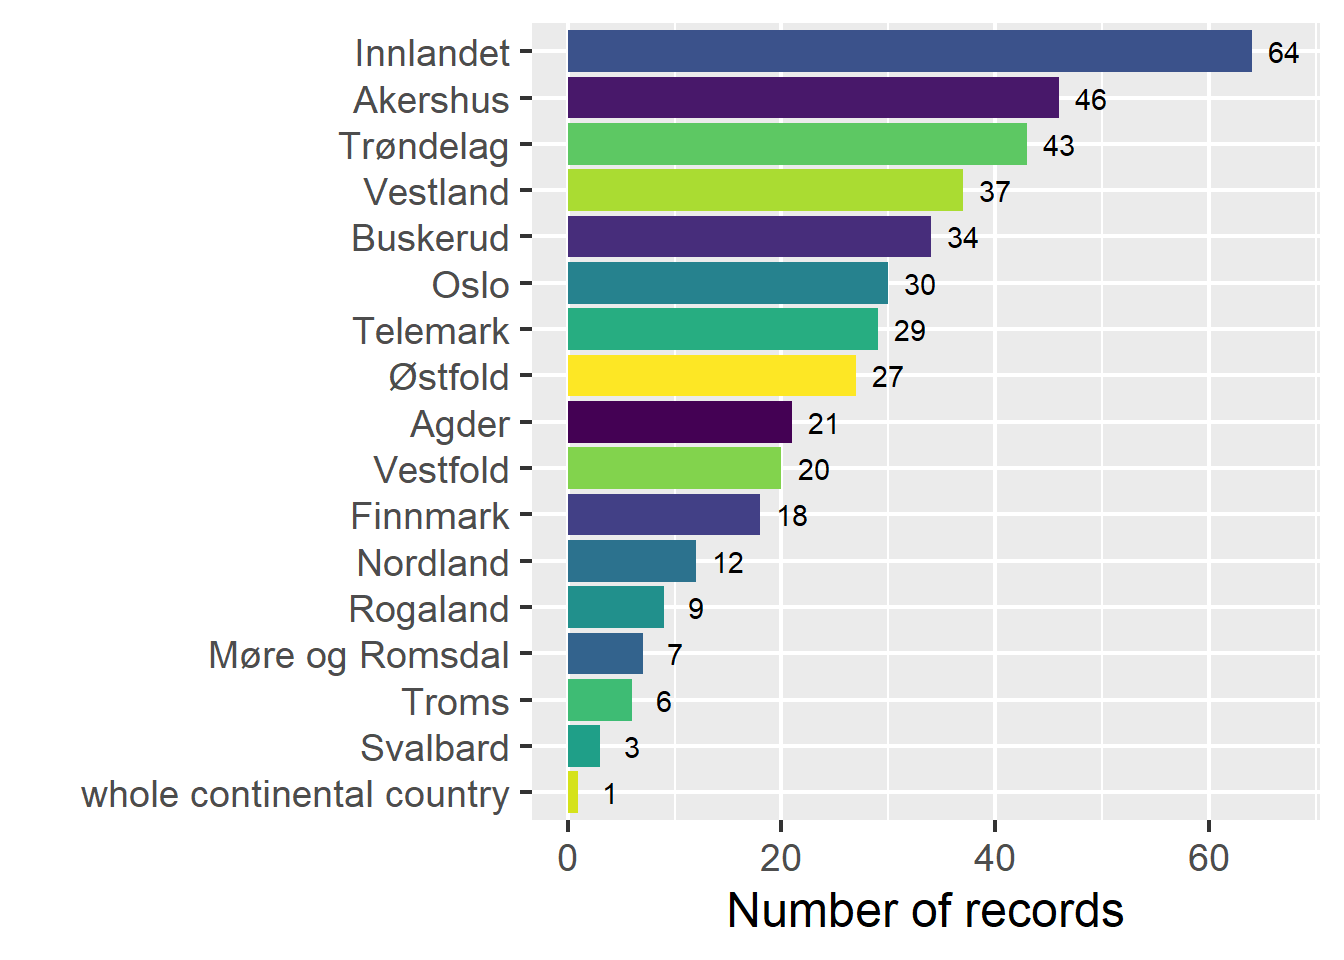 Innlandet 64
Akershus 46
Trøndelag 43
Vestland 37
Buskerud 34
Oslo 30
Telemark 29
Østfold 27
Agder 21
Vestfold 20
Finnmark 18
Nordland 12
Rogaland 9
Møre og Romsdal 7
Troms 6
Svalbard 3
whole continental country 1
0 20 40 60
Number of records